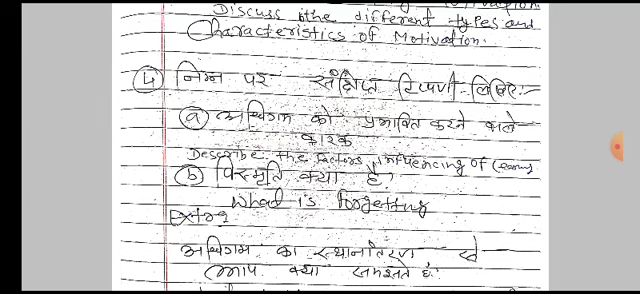 Discuss the different types and
Characteristics of Motivation.
4 निम्न पर संक्षिप्त टिप्पणी लिखिए:-
(a) अधिगम को प्रभावित करने वाले
कारक
Describe the factors influencing of learning
(b) विस्मृति क्या है?
What is forgetting
Extra
अधिगम का स्थानांतरण से
आप क्या समझते हैं.